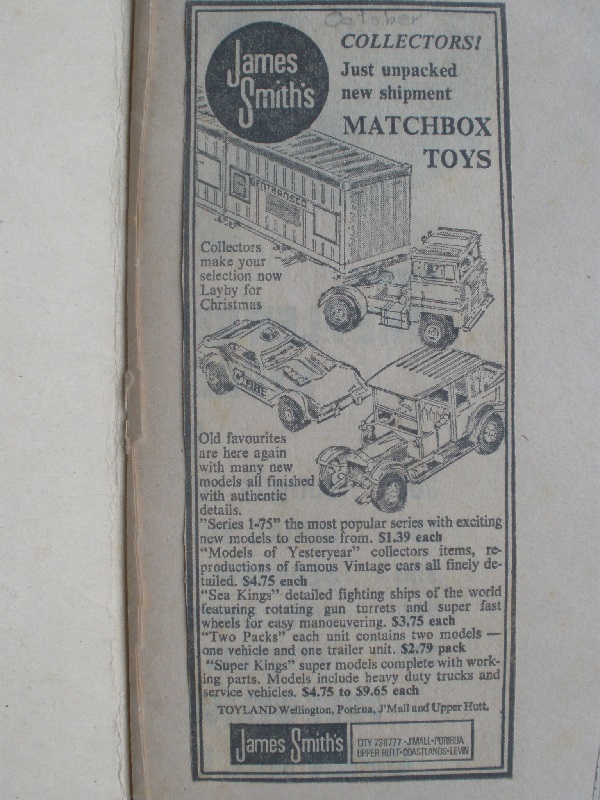 October
James
Smith's
COLLECTORS!
Just unpacked
new shipment
MATCHBOX
TOYS
Collectors
make your
selection now
Layby for
Christmas
FIRE
Old favourites
are here again
with many new
models all finished
with authentic
details.
"Series 1-75" the most popular series with exciting
new models to choose from. $1.39 each
"Models of Yesteryear" collectors items, re-
productions of famous Vintage cars all finely de-
tailed. $4.75 each
"Sea Kings" detailed fighting ships of the world
featuring rotating gun turrets and super fast
wheels for easy manoeuvering. $3.75 each
"Two Packs" each unit contains two models —
one vehicle and one trailer unit. $2.79 pack
"Super Kings" super models complete with work-
ing parts. Models include heavy duty trucks and
service vehicles. $4.75 to $9.65 each
TOYLAND Wellington, Porirua, J'Mall and Upper Hutt.
James Smith's
CITY 738777 · J'MALL · PORIRUA
UPPER HUTT · COASTLANDS · LEVIN